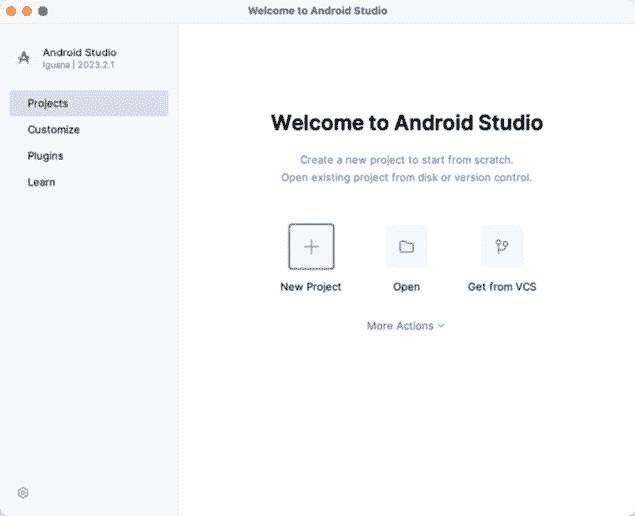 Welcome to Android Studio
Android Studio
Iguana | 2023.2.1
Projects
Customize
Plugins
Learn
Welcome to Android Studio
Create a new project to start from scratch.
Open existing project from disk or version control.
New Project
Open
Get from VCS
More Actions